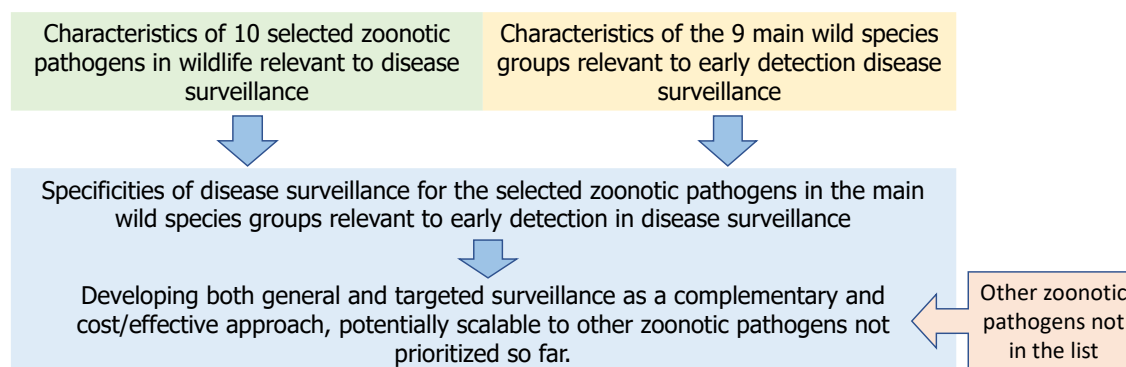 Characteristics of 10 selected zoonotic
pathogens in wildlife relevant to disease
surveillance
Characteristics of the 9 main wild species
groups relevant to early detection disease
surveillance
Specificities of disease surveillance for the selected zoonotic pathogens in the main
wild species groups relevant to early detection in disease surveillance
Developing both general and targeted surveillance as a complementary and
cost/effective approach, potentially scalable to other zoonotic pathogens not
prioritized so far.
Other zoonotic
pathogens not
in the list